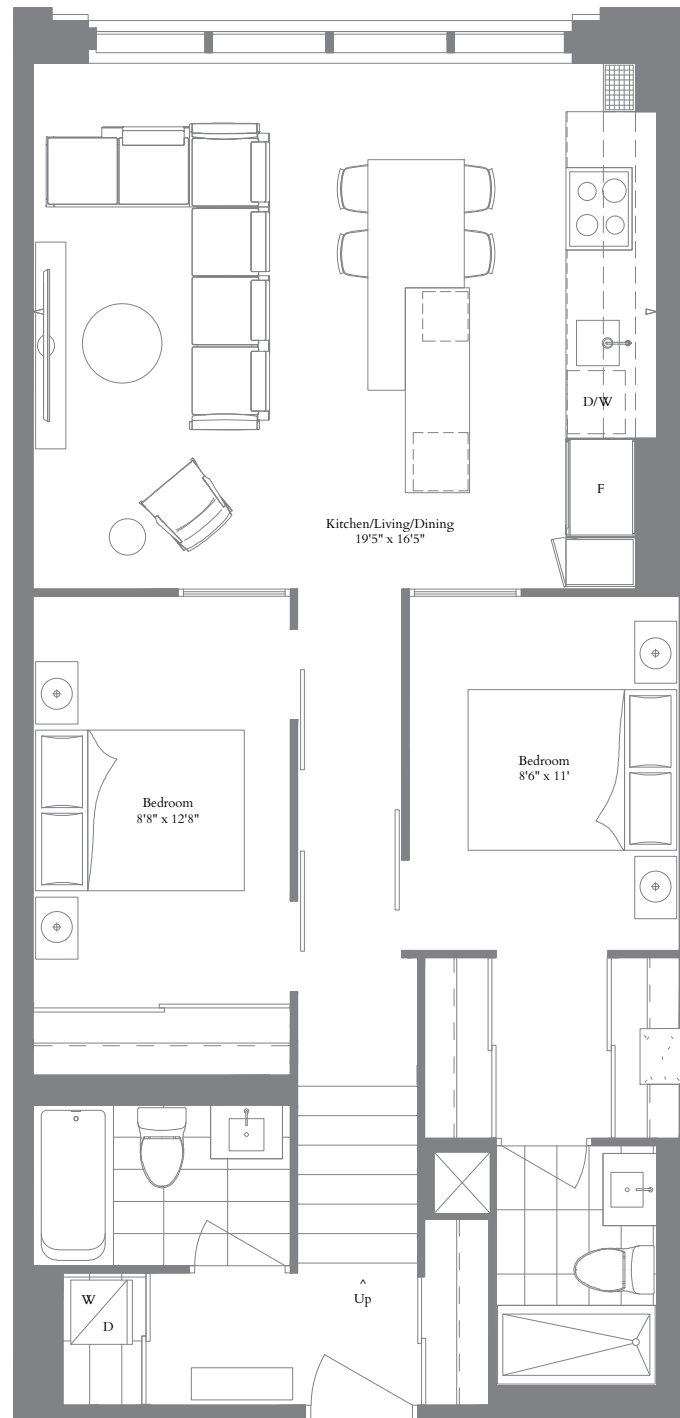 D/W
F
Kitchen/Living/Dining
19'5" x 16'5"
Bedroom
8'6" x 11'
Bedroom
8'8" x 12'8"
Up
W
D